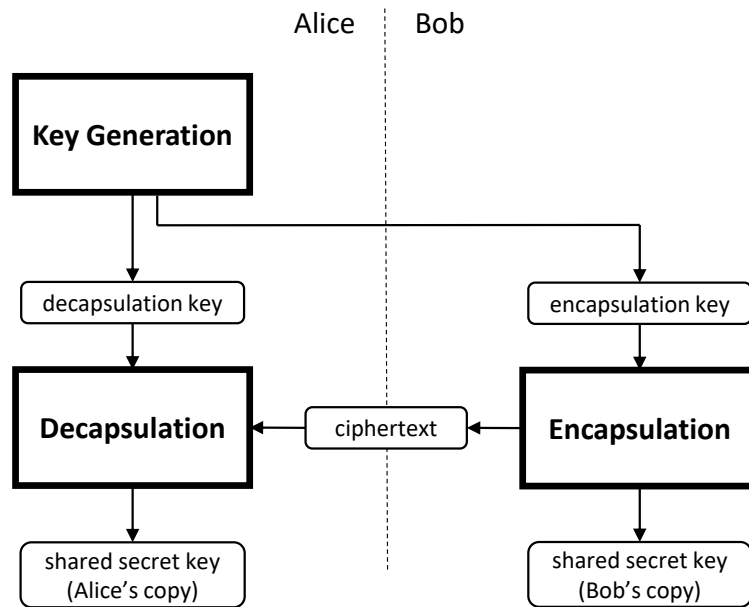 Alice
Bob
Key Generation
decapsulation key
encapsulation key
Decapsulation
ciphertext
Encapsulation
shared secret key
(Alice’s copy)
shared secret key
(Bob’s copy)